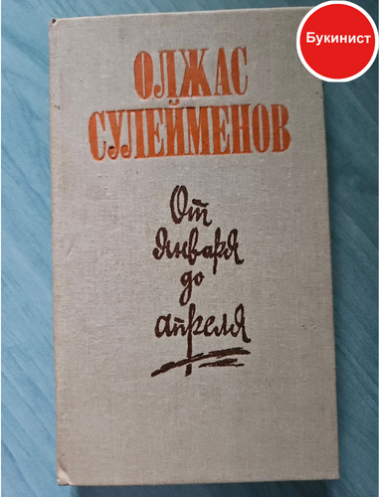 Букинист
ОЛЖАС
СУЛЕЙМЕНОВ
От
января
до
апреля